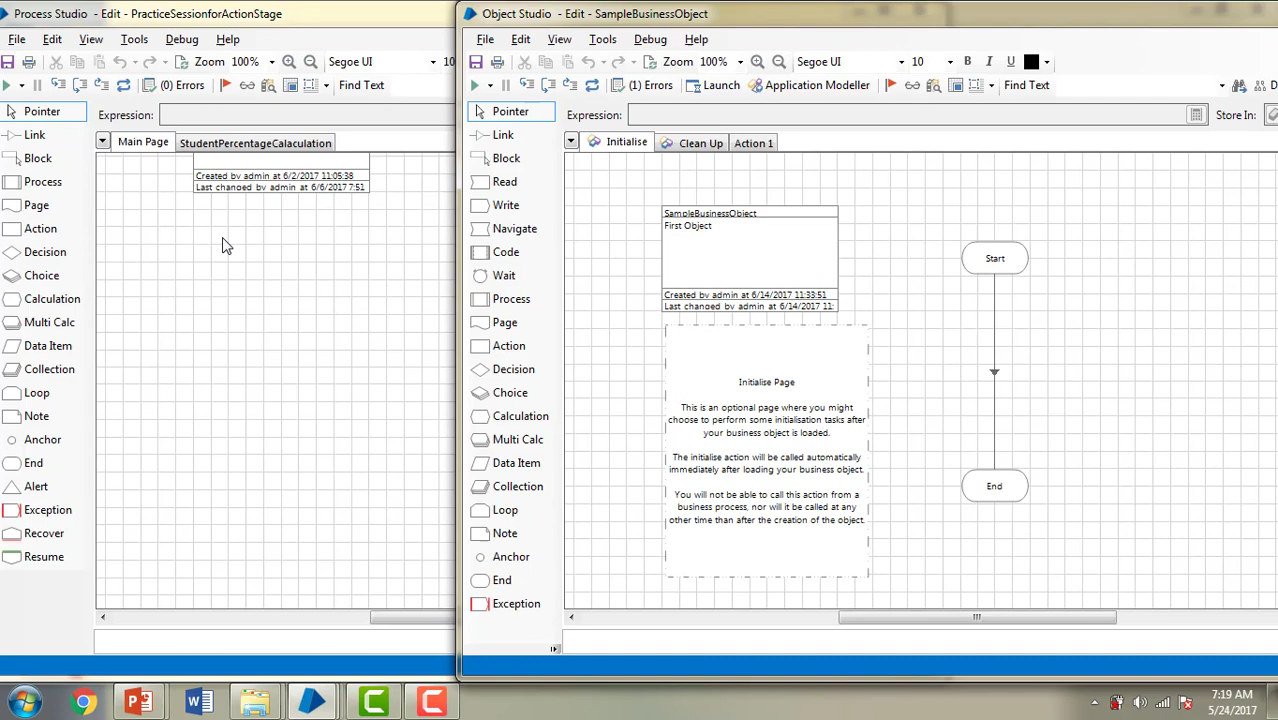 Process Studio - Edit - PracticeSessionforActionStage
File Edit View Tools Debug Help
Zoom 100% Segoe UI 10
(0) Errors Find Text
Pointer
Link
Block
Process
Page
Action
Decision
Choice
Calculation
Multi Calc
Data Item
Collection
Loop
Note
Anchor
End
Alert
Exception
Recover
Resume
Expression:
Main Page StudentPercentageCalaculation
Created by admin at 6/2/2017 11:05:38
Last changed by admin at 6/6/2017 7:51
Object Studio - Edit - SampleBusinessObject
File Edit View Tools Debug Help
Zoom 100% Segoe UI 10 B I U
(1) Errors Launch Application Modeller Find Text
Pointer
Link
Block
Read
Write
Navigate
Code
Wait
Process
Page
Action
Decision
Choice
Calculation
Multi Calc
Data Item
Collection
Loop
Note
Anchor
End
Exception
Expression: Store In:
Initialise Clean Up Action 1
SampleBusinessObject
First Object
Created by admin at 6/14/2017 11:33:51
Last changed by admin at 6/14/2017 11:
Initialise Page
This is an optional page where you might
choose to perform some initialisation tasks after
your business object is loaded.
The initialise action will be called automatically
immediately after loading your business object.
You will not be able to call this action from a
business process, nor will it be called at any
other time than after the creation of the object.
Start
End
7:19 AM
5/24/2017